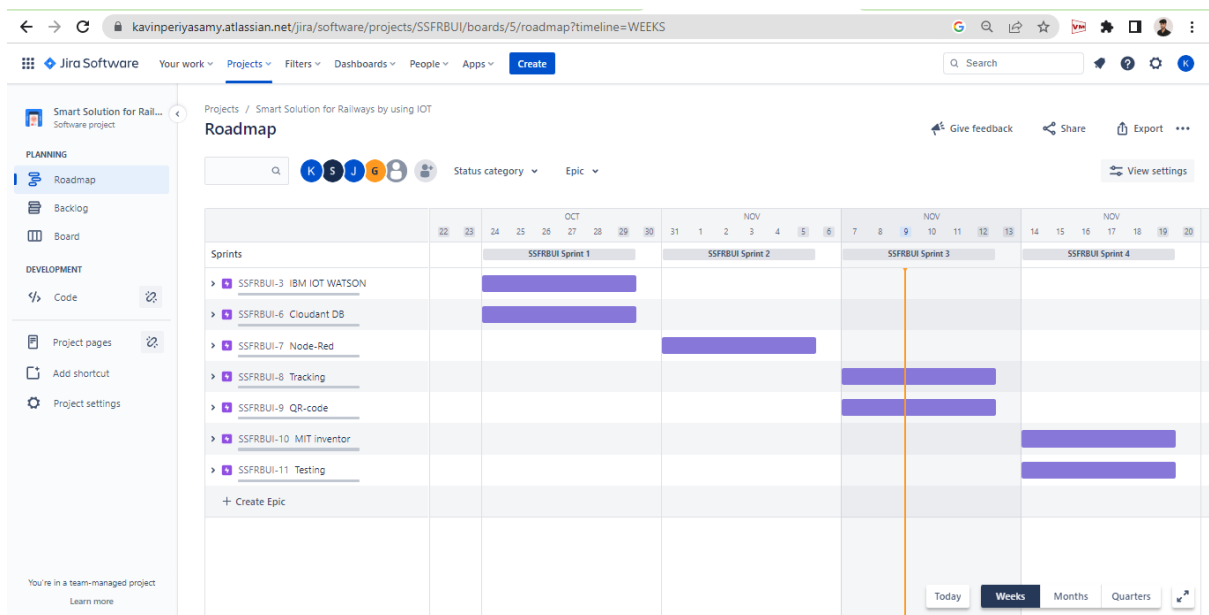 kavinperiyasamy.atlassian.net/jira/software/projects/SSFRBUI/boards/5/roadmap?timeline=WEEKS
Jira Software Your work Projects Filters Dashboards People Apps Create Search K
Smart Solution for Rail...
Software project
PLANNING
Roadmap
Backlog
Board
DEVELOPMENT
Code
Project pages
Add shortcut
Project settings
You're in a team-managed project
Learn more
Projects / Smart Solution for Railways by using IOT
Roadmap
Give feedback Share Export
K S J G Status category Epic View settings
OCT NOV NOV NOV
22 23 24 25 26 27 28 29 30 31 1 2 3 4 5 6 7 8 9 10 11 12 13 14 15 16 17 18 19 20
Sprints SSFRBUI Sprint 1 SSFRBUI Sprint 2 SSFRBUI Sprint 3 SSFRBUI Sprint 4
SSFRBUI-3 IBM IOT WATSON
SSFRBUI-6 Cloudant DB
SSFRBUI-7 Node-Red
SSFRBUI-8 Tracking
SSFRBUI-9 QR-code
SSFRBUI-10 MIT inventor
SSFRBUI-11 Testing
+ Create Epic
Today Weeks Months Quarters